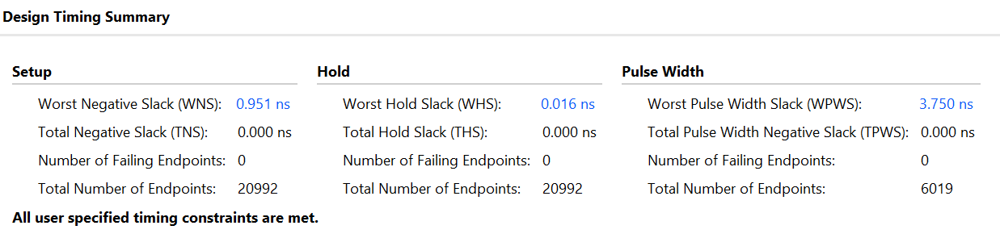 Design Timing Summary
Setup
Hold
Pulse Width
Worst Negative Slack (WNS): 0.951 ns
Worst Hold Slack (WHS): 0.016 ns
Worst Pulse Width Slack (WPWS): 3.750 ns
Total Negative Slack (TNS): 0.000 ns
Total Hold Slack (THS): 0.000 ns
Total Pulse Width Negative Slack (TPWS): 0.000 ns
Number of Failing Endpoints: 0
Number of Failing Endpoints: 0
Number of Failing Endpoints: 0
Total Number of Endpoints: 20992
Total Number of Endpoints: 20992
Total Number of Endpoints: 6019
All user specified timing constraints are met.